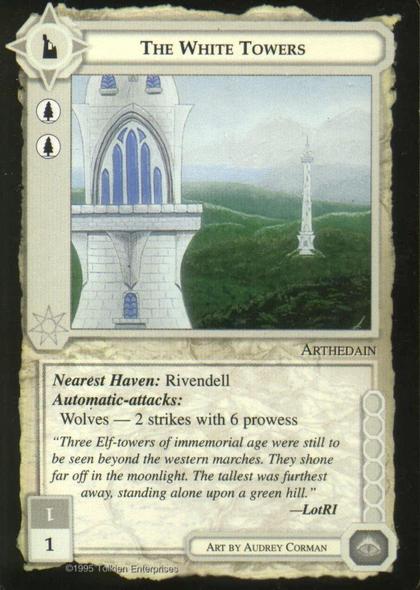 THE WHITE TOWERS
ARTHEDAIN
Nearest Haven: Rivendell
Automatic-attacks:
Wolves — 2 strikes with 6 prowess
“Three Elf-towers of immemorial age were still to
be seen beyond the western marches. They shone
far off in the moonlight. The tallest was furthest
away, standing alone upon a green hill.”
—LotRI
1
1
ART BY AUDREY CORMAN
©1995 Tolkien Enterprises